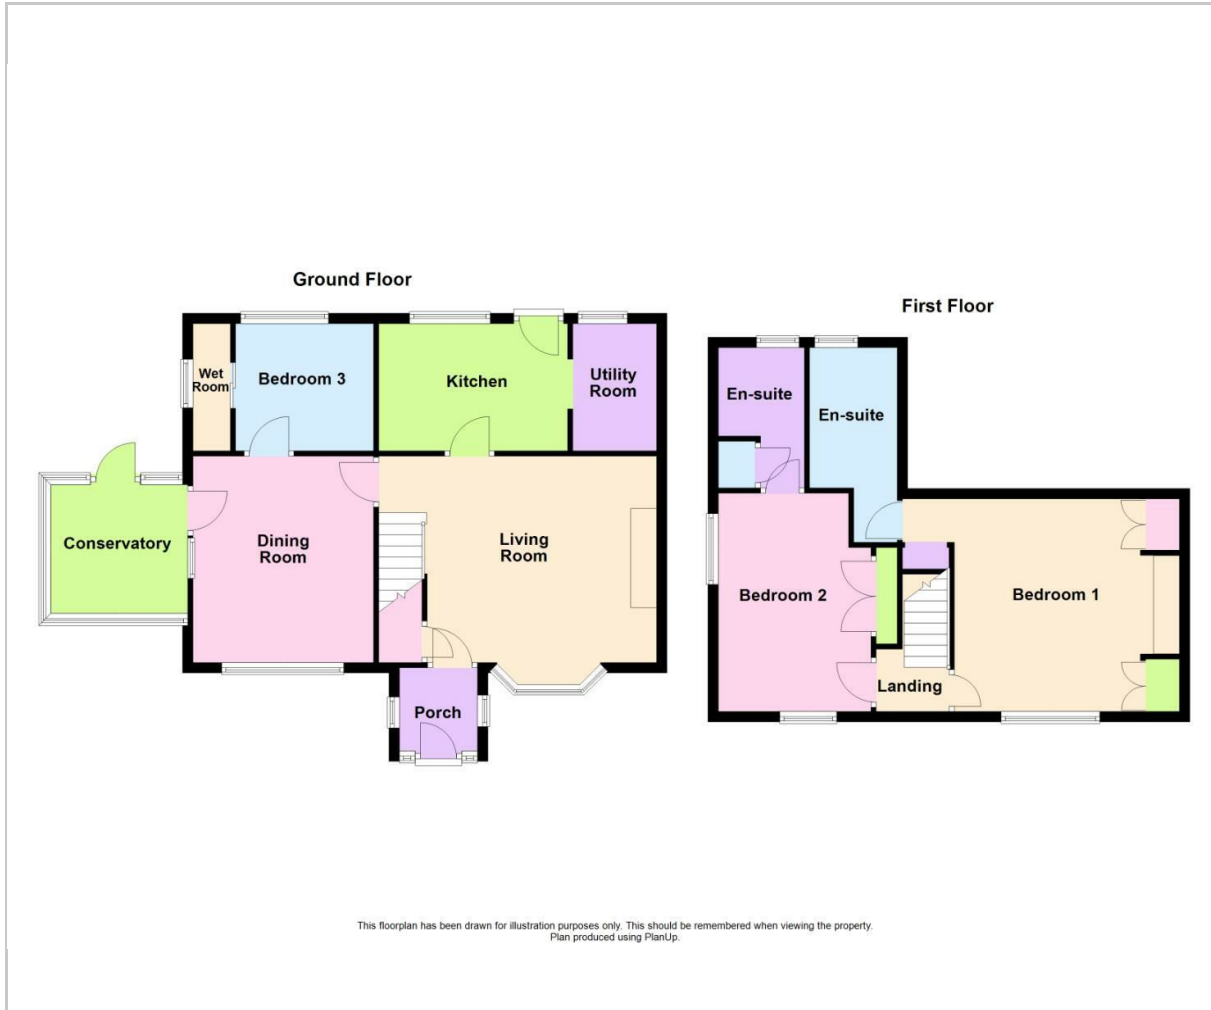 Ground Floor
Wet
Room
Bedroom 3
Kitchen
Utility
Room
Conservatory
Dining
Room
Living
Room
Porch
First Floor
En-suite
En-suite
Bedroom 2
Bedroom 1
Landing
This floorplan has been drawn for illustration purposes only. This should be remembered when viewing the property.
Plan produced using PlanUp.